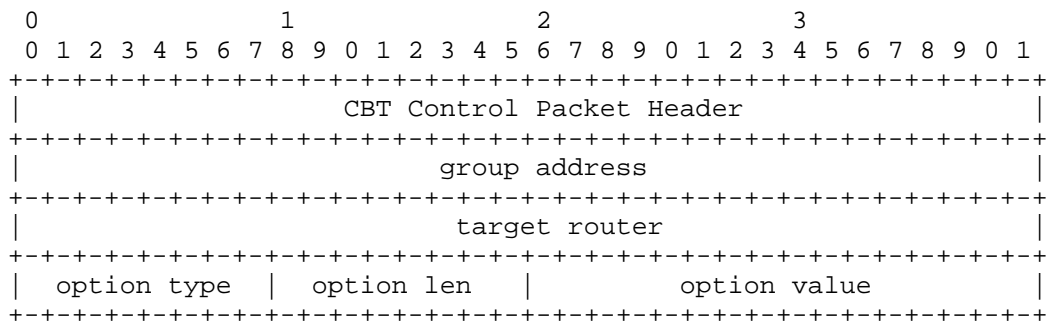 0                   1                   2                   3
0 1 2 3 4 5 6 7 8 9 0 1 2 3 4 5 6 7 8 9 0 1 2 3 4 5 6 7 8 9 0 1
+-+-+-+-+-+-+-+-+-+-+-+-+-+-+-+-+-+-+-+-+-+-+-+-+-+-+-+-+-+-+-+-+
|                   CBT Control Packet Header                   |
+-+-+-+-+-+-+-+-+-+-+-+-+-+-+-+-+-+-+-+-+-+-+-+-+-+-+-+-+-+-+-+-+
|                         group address                         |
+-+-+-+-+-+-+-+-+-+-+-+-+-+-+-+-+-+-+-+-+-+-+-+-+-+-+-+-+-+-+-+-+
|                          target router                        |
+-+-+-+-+-+-+-+-+-+-+-+-+-+-+-+-+-+-+-+-+-+-+-+-+-+-+-+-+-+-+-+-+
|  option type  |  option len   |         option value          |
+-+-+-+-+-+-+-+-+-+-+-+-+-+-+-+-+-+-+-+-+-+-+-+-+-+-+-+-+-+-+-+-+